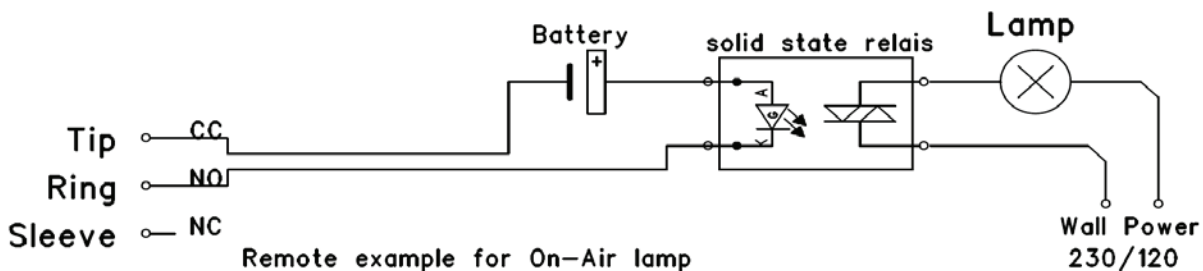 Battery
+
solid state relais
Lamp
A
G
K
Tip CC
Ring NO
Sleeve NC
Wall Power
230/120
Remote example for On-Air lamp